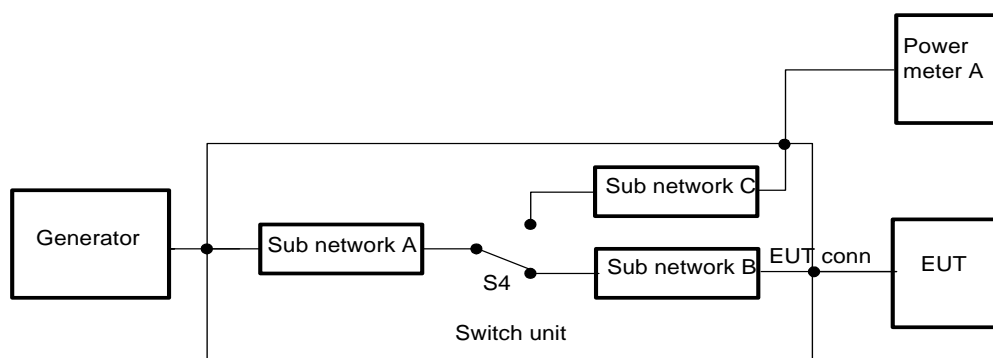 Power
meter A
Sub network C
Generator
Sub network A
Sub network B
EUT conn
EUT
S4
Switch unit